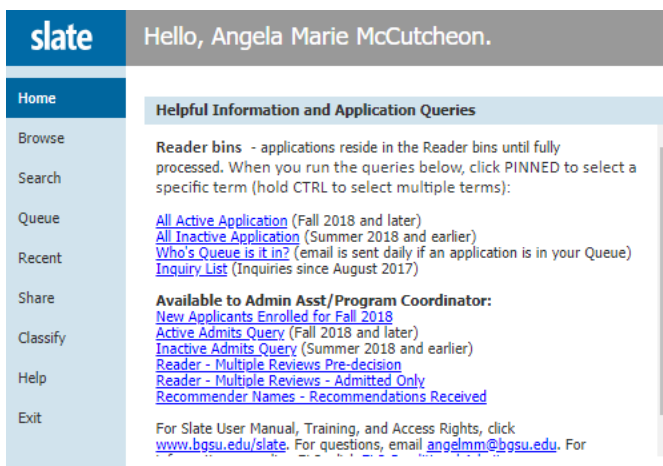 slate
Hello, Angela Marie McCutcheon.
Home
Browse
Search
Queue
Recent
Share
Classify
Help
Exit
Helpful Information and Application Queries
Reader bins - applications reside in the Reader bins until fully
processed. When you run the queries below, click PINNED to select a
specific term (hold CTRL to select multiple terms):
All Active Application (Fall 2018 and later)
All Inactive Application (Summer 2018 and earlier)
Who's Queue is it in? (email is sent daily if an application is in your Queue)
Inquiry List (Inquiries since August 2017)
Available to Admin Asst/Program Coordinator:
New Applicants Enrolled for Fall 2018
Active Admits Query (Fall 2018 and later)
Inactive Admits Query (Summer 2018 and earlier)
Reader - Multiple Reviews Pre-decision
Reader - Multiple Reviews - Admitted Only
Recommender Names - Recommendations Received
For Slate User Manual, Training, and Access Rights, click
www.bgsu.edu/slate. For questions, email angelmm@bgsu.edu. For